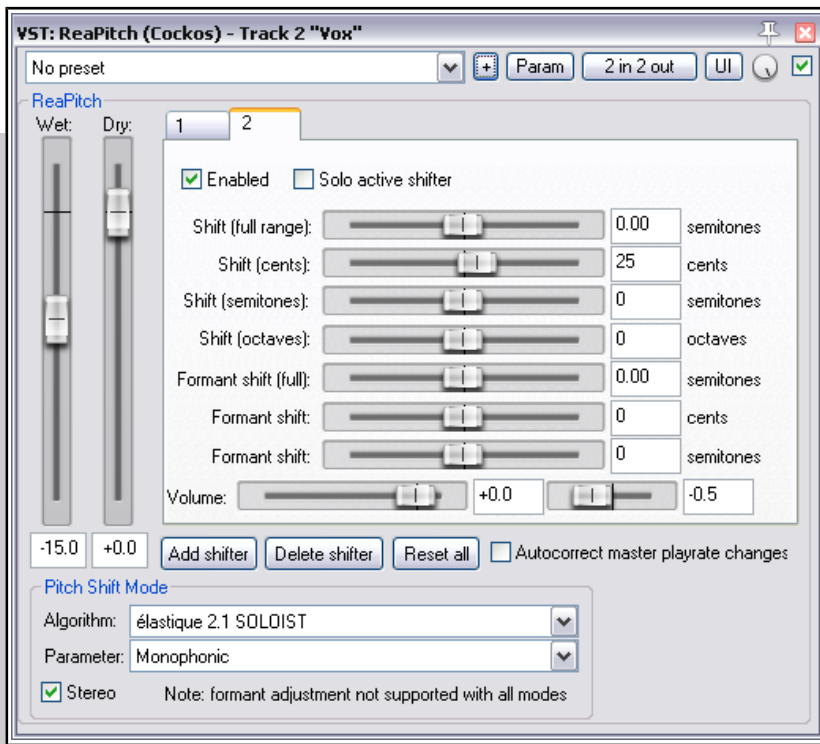 VST: ReaPitch (Cockos) - Track 2 "Vox"
No preset + Param 2 in 2 out UI
ReaPitch
Wet: Dry: 1 2
Enabled Solo active shifter
Shift (full range): 0.00 semitones
Shift (cents): 25 cents
Shift (semitones): 0 semitones
Shift (octaves): 0 octaves
Formant shift (full): 0.00 semitones
Formant shift: 0 cents
Formant shift: 0 semitones
Volume: +0.0 -0.5
-15.0 +0.0 Add shifter Delete shifter Reset all Autocorrect master playrate changes
Pitch Shift Mode
Algorithm: élastique 2.1 SOLOIST
Parameter: Monophonic
Stereo Note: formant adjustment not supported with all modes